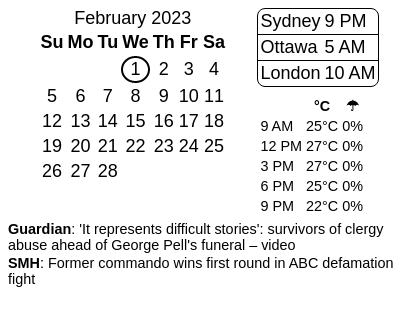 February 2023
Su Mo Tu We Th Fr Sa
1 2 3 4
5 6 7 8 9 10 11
12 13 14 15 16 17 18
19 20 21 22 23 24 25
26 27 28
Sydney 9 PM
Ottawa 5 AM
London 10 AM
°C ☂
9 AM 25°C 0%
12 PM 27°C 0%
3 PM 27°C 0%
6 PM 25°C 0%
9 PM 22°C 0%
Guardian: 'It represents difficult stories': survivors of clergy
abuse ahead of George Pell's funeral – video
SMH: Former commando wins first round in ABC defamation
fight